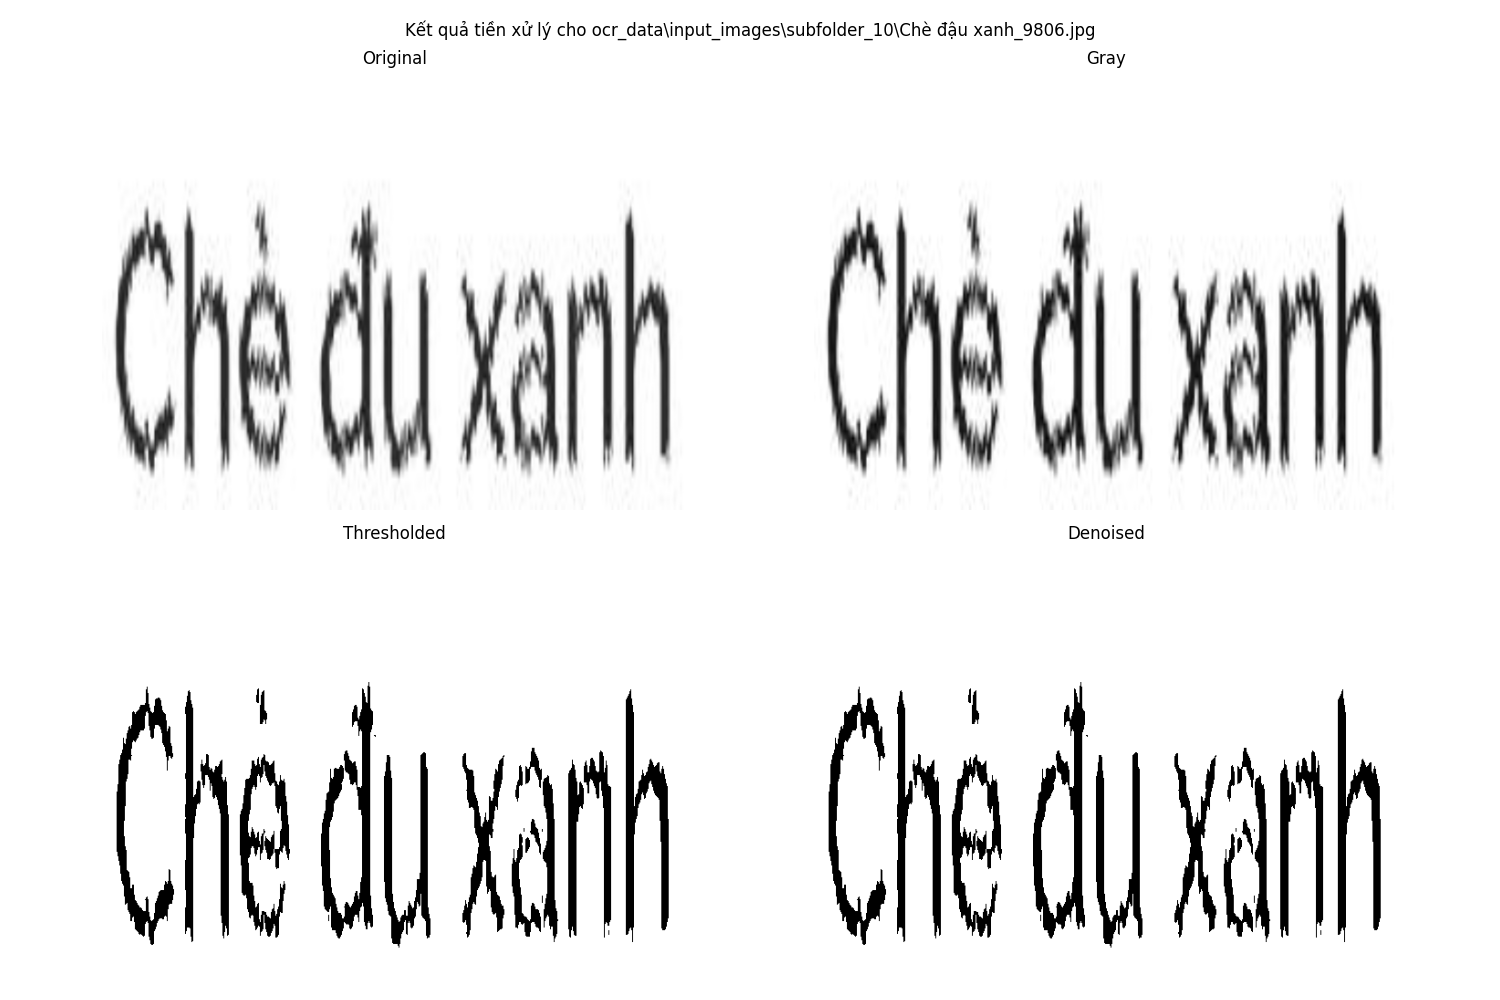 Kết quả tiền xử lý cho ocr_data\input_images\subfolder_10\Chè đậu xanh_9806.jpg
Original
Gray
Chè đu xanh
Chè đu xanh
Thresholded
Denoised
Chè đu xanh
Chè đu xanh